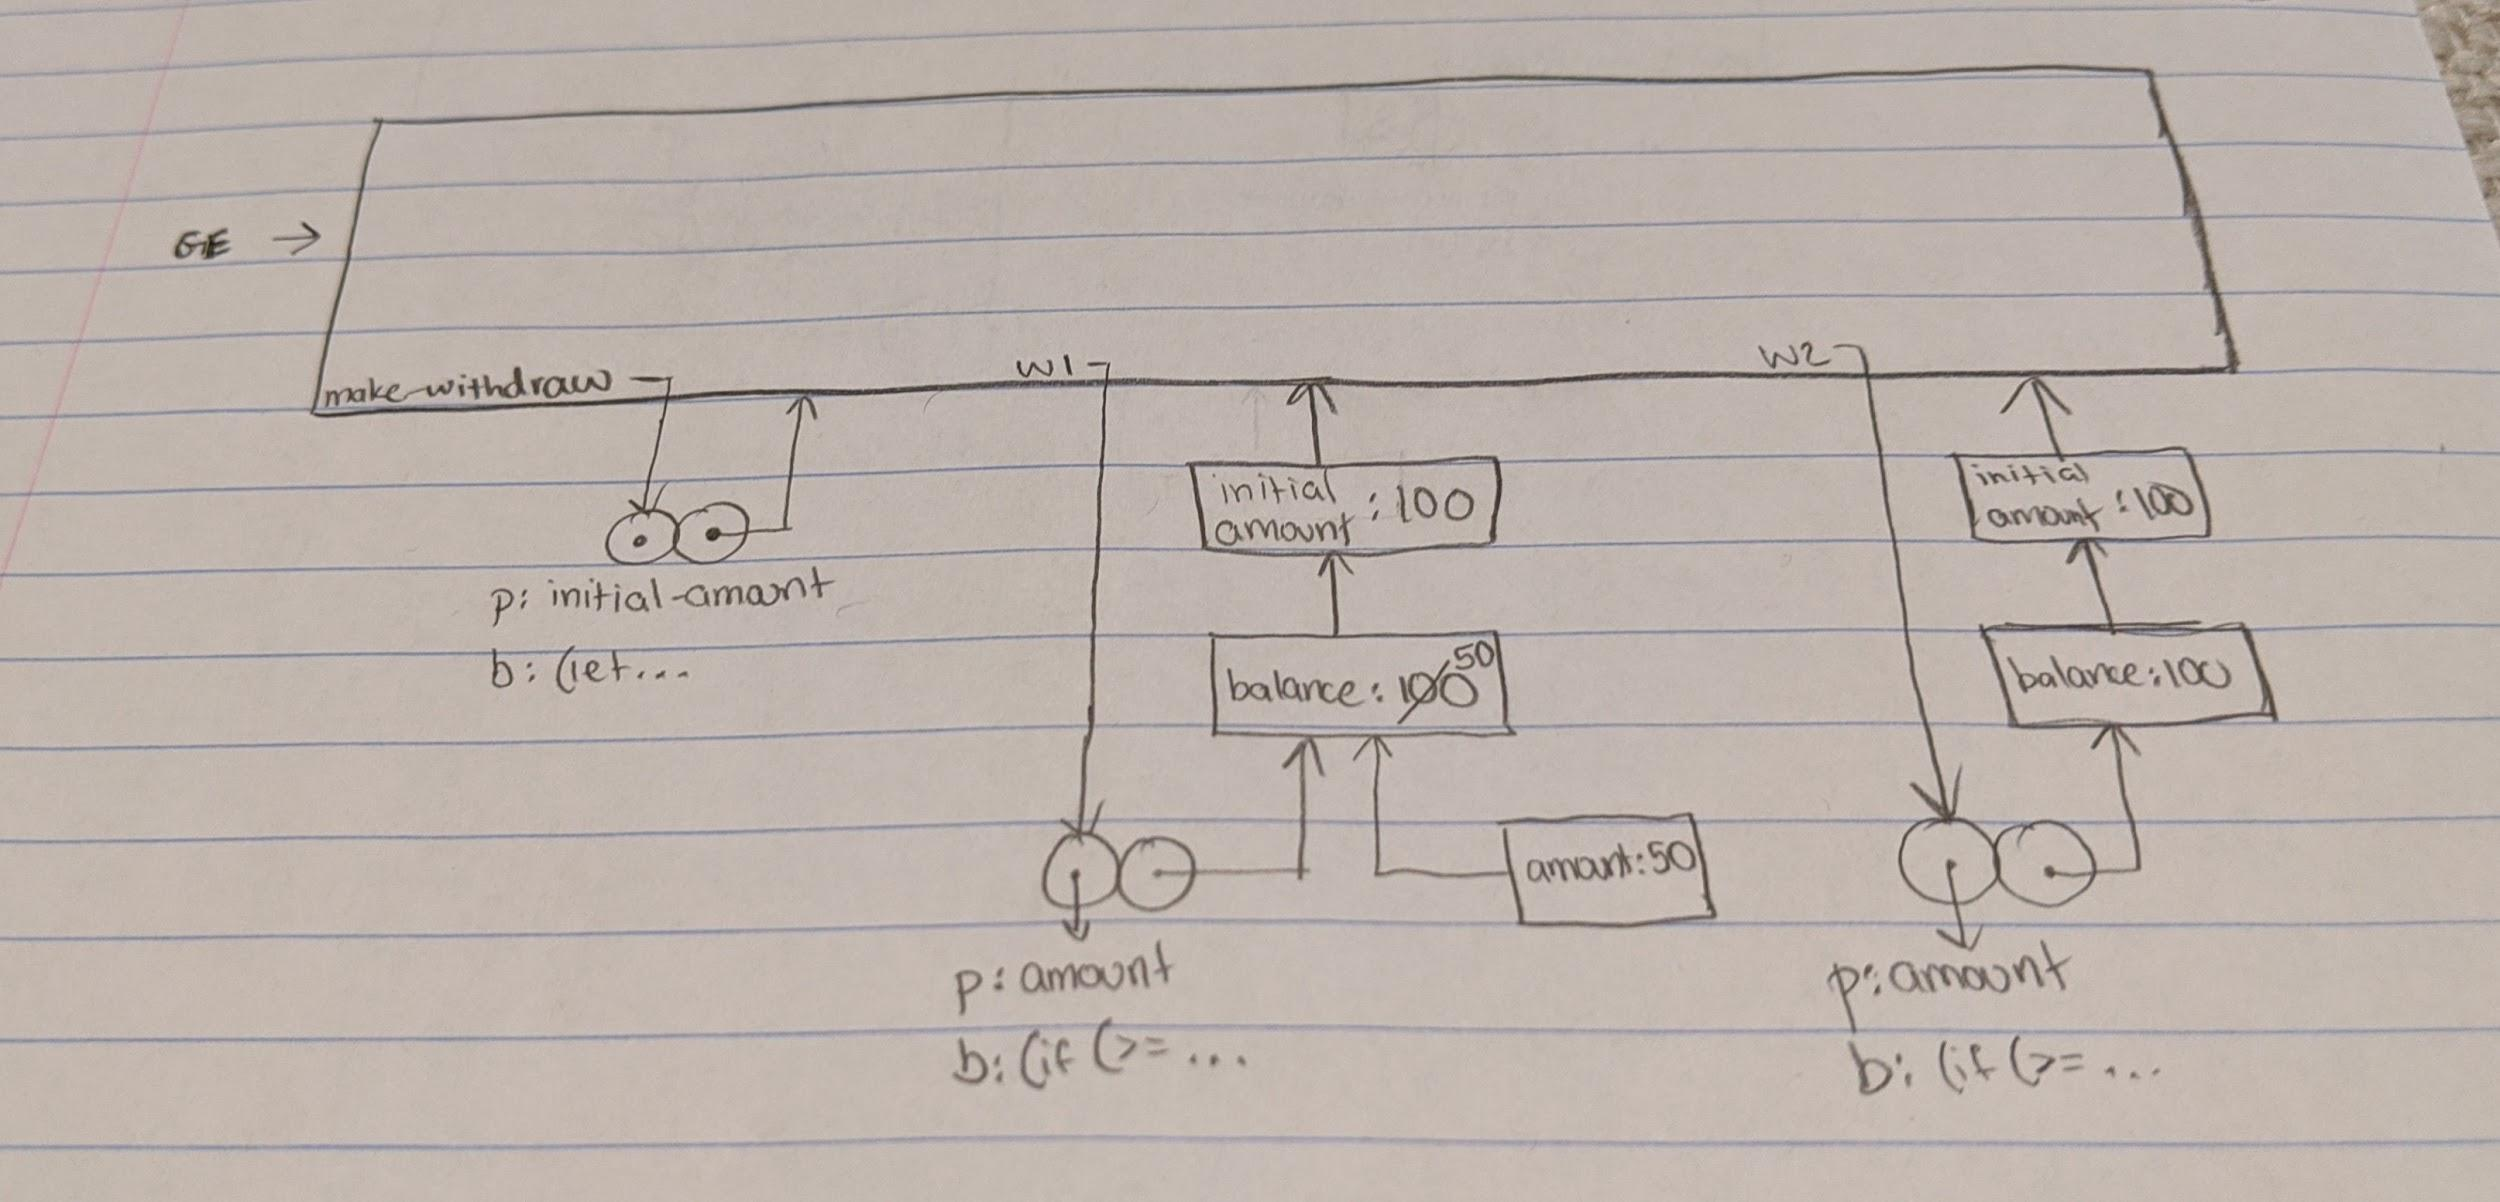 GE →
make-withdraw
W1
W2
p: initial-amount
b: (let...
initial
amount : 100
balance: 100 50
amount: 50
p: amount
b: (if (>= ...
initial
amount : 100
balance: 100
p: amount
b: (if (>= ...